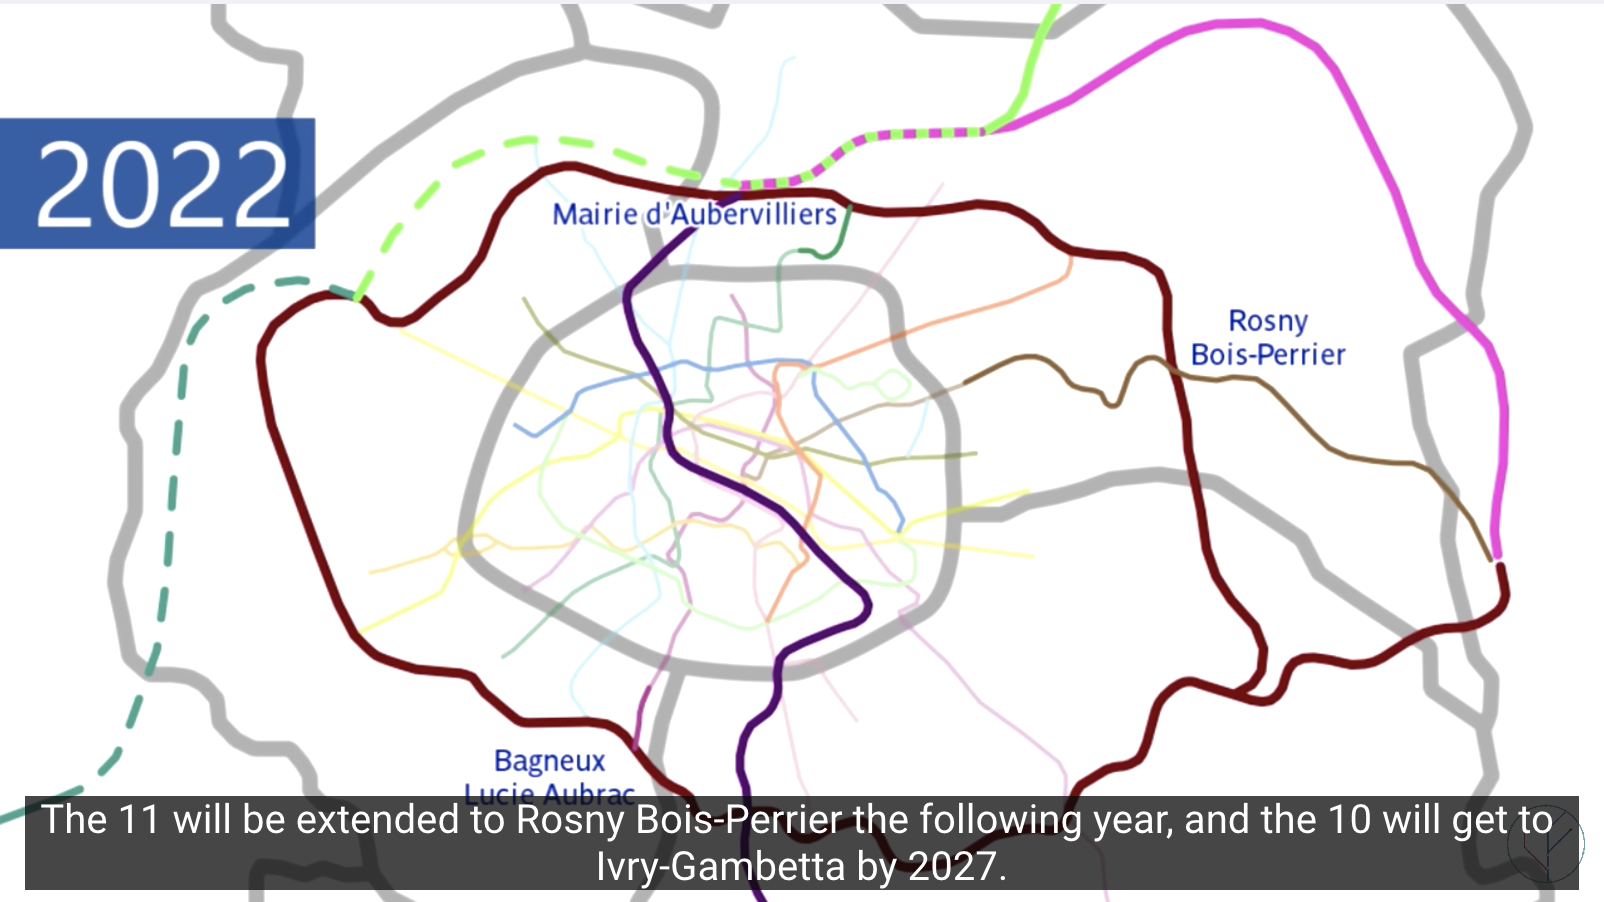 2022
Mairie d'Aubervilliers
Rosny
Bois-Perrier
Bagneux
Lucie Aubrac
The 11 will be extended to Rosny Bois-Perrier the following year, and the 10 will get to
Ivry-Gambetta by 2027.